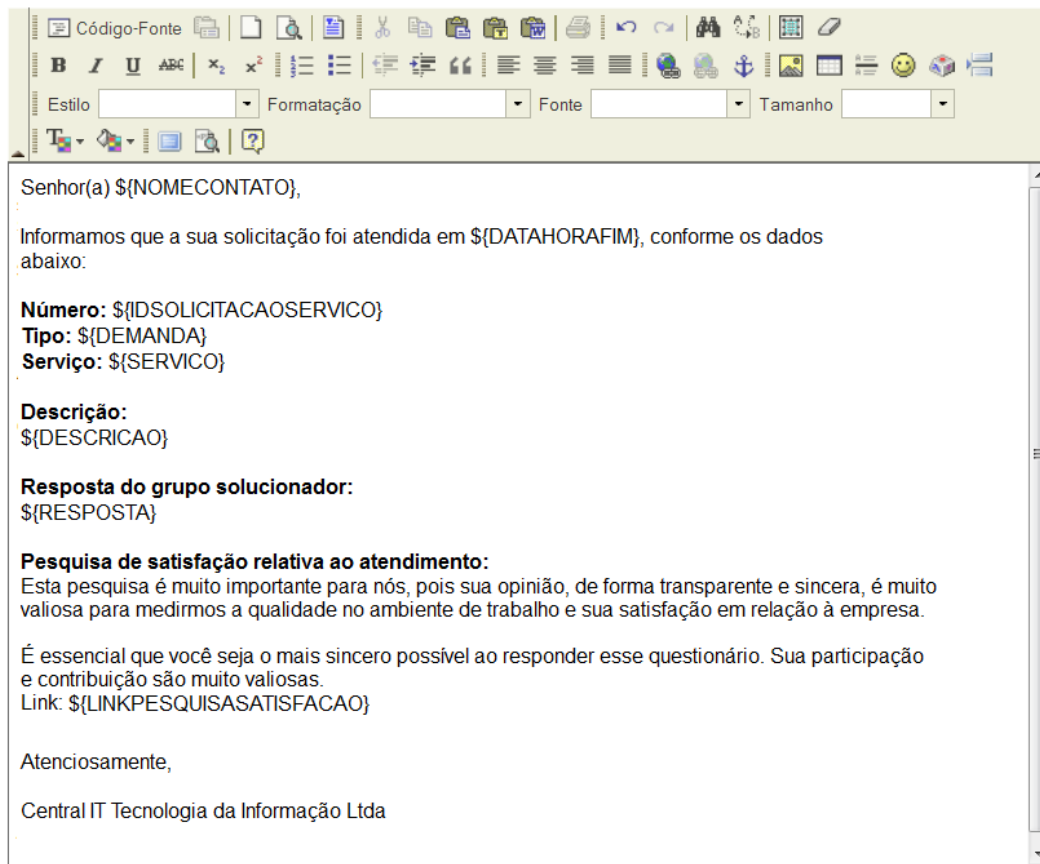 Código-Fonte
B I U ABC x₂ x²
Estilo Formatação Fonte Tamanho
Senhor(a) ${NOMECONTATO},
Informamos que a sua solicitação foi atendida em ${DATAHORAFIM}, conforme os dados
abaixo:
Número: ${IDSOLICITACAOSERVICO}
Tipo: ${DEMANDA}
Serviço: ${SERVICO}
Descrição:
${DESCRICAO}
Resposta do grupo solucionador:
${RESPOSTA}
Pesquisa de satisfação relativa ao atendimento:
Esta pesquisa é muito importante para nós, pois sua opinião, de forma transparente e sincera, é muito
valiosa para medirmos a qualidade no ambiente de trabalho e sua satisfação em relação à empresa.
É essencial que você seja o mais sincero possível ao responder esse questionário. Sua participação
e contribuição são muito valiosas.
Link: ${LINKPESQUISASATISFACAO}
Atenciosamente,
Central IT Tecnologia da Informação Ltda